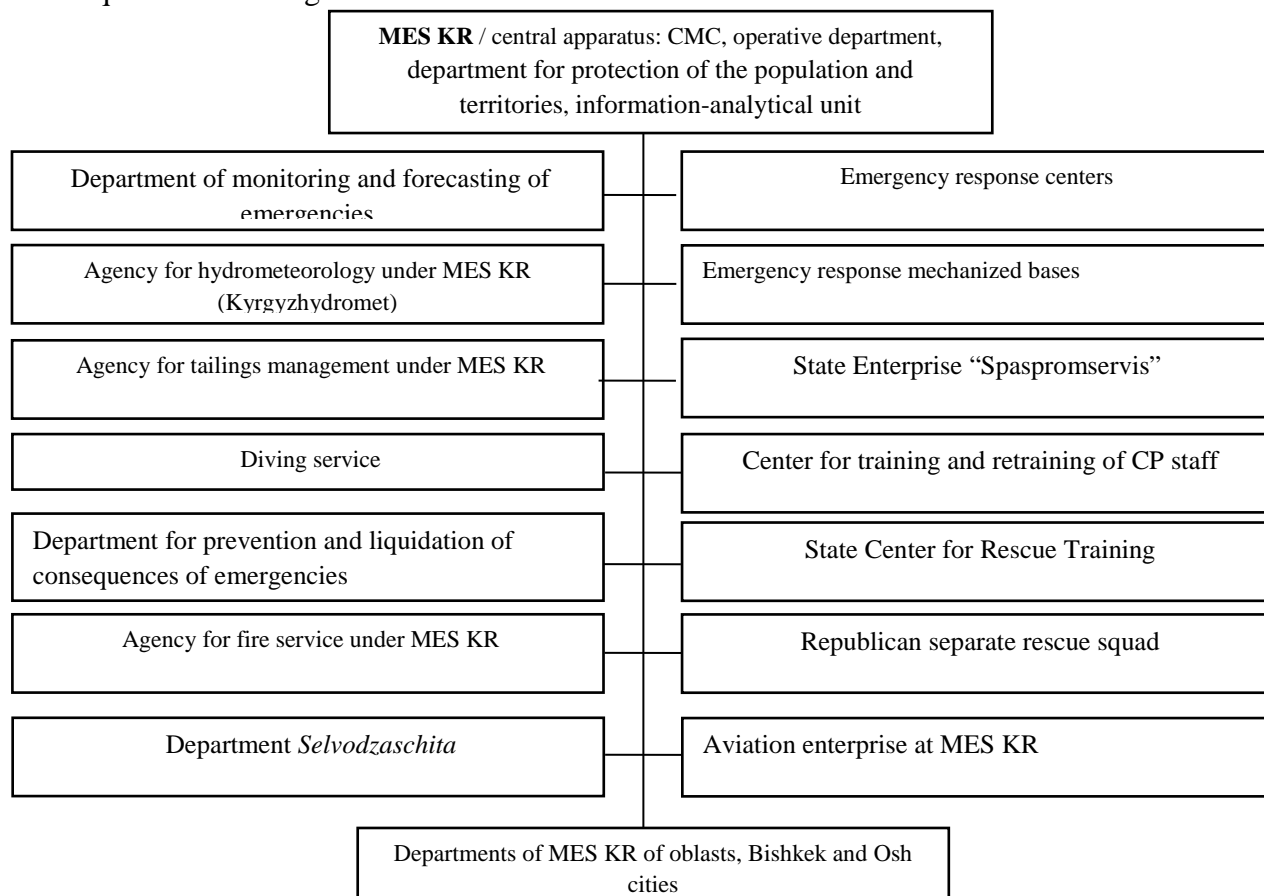 MES KR / central apparatus: CMC, operative department,
department for protection of the population and
territories, information-analytical unit
Department of monitoring and forecasting of
emergencies
Emergency response centers
Agency for hydrometeorology under MES KR
(Kyrgyzhydromet)
Emergency response mechanized bases
Agency for tailings management under MES KR
State Enterprise “Spaspromservis”
Diving service
Center for training and retraining of CP staff
Department for prevention and liquidation of
consequences of emergencies
State Center for Rescue Training
Agency for fire service under MES KR
Republican separate rescue squad
Department Selvodzaschita
Aviation enterprise at MES KR
Departments of MES KR of oblasts, Bishkek and Osh
cities